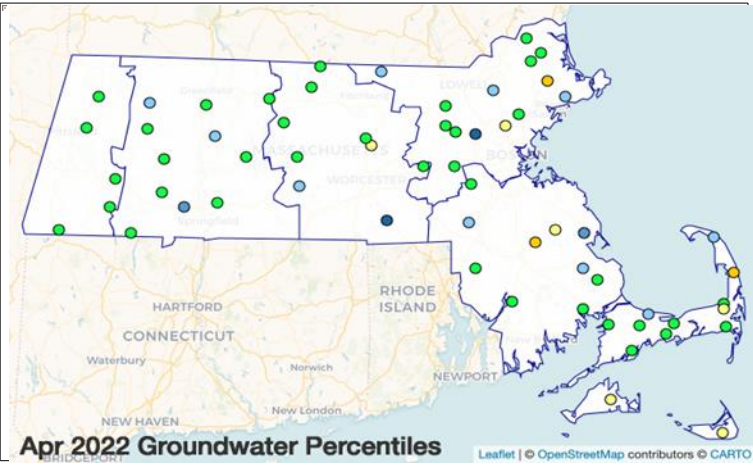 LOWELL
Greenfield
MASSACHUSETTS
BOSTON
WORCESTER
Springfield
RHODE
ISLAND
HARTFORD
CONNECTICUT
Waterbury
Norwich
NEWPORT
New London
NEW HAVEN
BRIDGEPORT
Apr 2022 Groundwater Percentiles
Leaflet | © OpenStreetMap contributors © CARTO